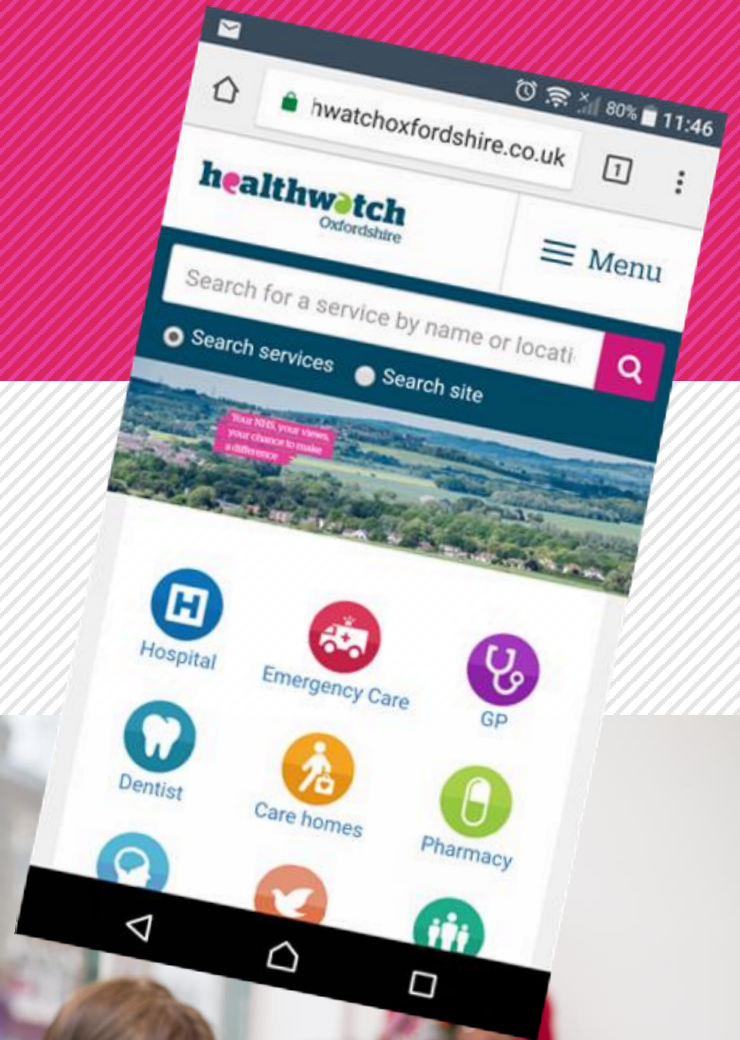 80% 11:46
hwatchoxfordshire.co.uk
1
healthwatch
Oxfordshire
Menu
Search for a service by name or locati
Search services
Search site
Your NHS, your views,
your chance to make
a difference
H
Hospital
Emergency Care
GP
Dentist
Care homes
Pharmacy